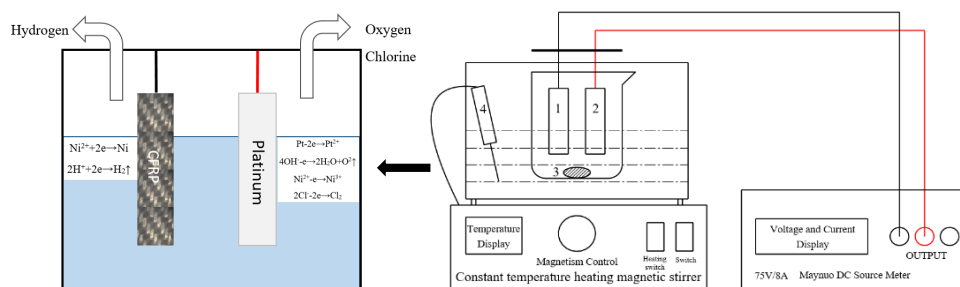 Hydrogen
Oxygen
Chlorine
Ni²⁺+2e→Ni
2H⁺+2e→H₂↑
CFRP
Platinum
Pt-2e→Pt²⁺
4OH⁻-e→2H₂O+O²↑
Ni²⁺-e→Ni³⁺
2Cl⁻-2e→Cl₂
1
2
3
4
Temperature
Display
Magnetism Control
Heating
switch
Switch
Constant temperature heating magnetic stirrer
Voltage and Current
Display
OUTPUT
75V/8A Maynuo DC Source Meter